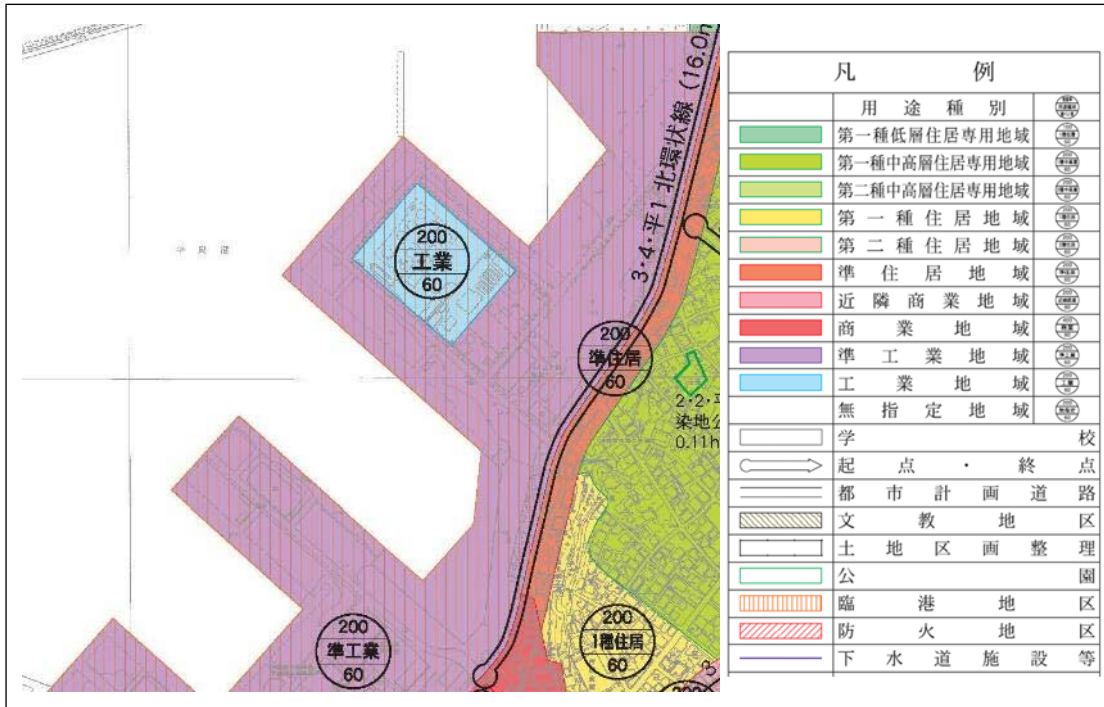 3・4・平1 北環状線 (16.0m
200
工業
60
200
準住居
60
2・2・平
染地公
0.11h
200
準工業
60
200
1種住居
60
凡 例
用途種別
第一種低層住居専用地域
第一種中高層住居専用地域
第二種中高層住居専用地域
第一種住居地域
第二種住居地域
準住居地域
近隣商業地域
商業地域
準工業地域
工業地域
無指定地域
学校
起点・終点
都市計画道路
文教地区
土地区画整理
公園
臨港地区
防火地区
下水道施設等